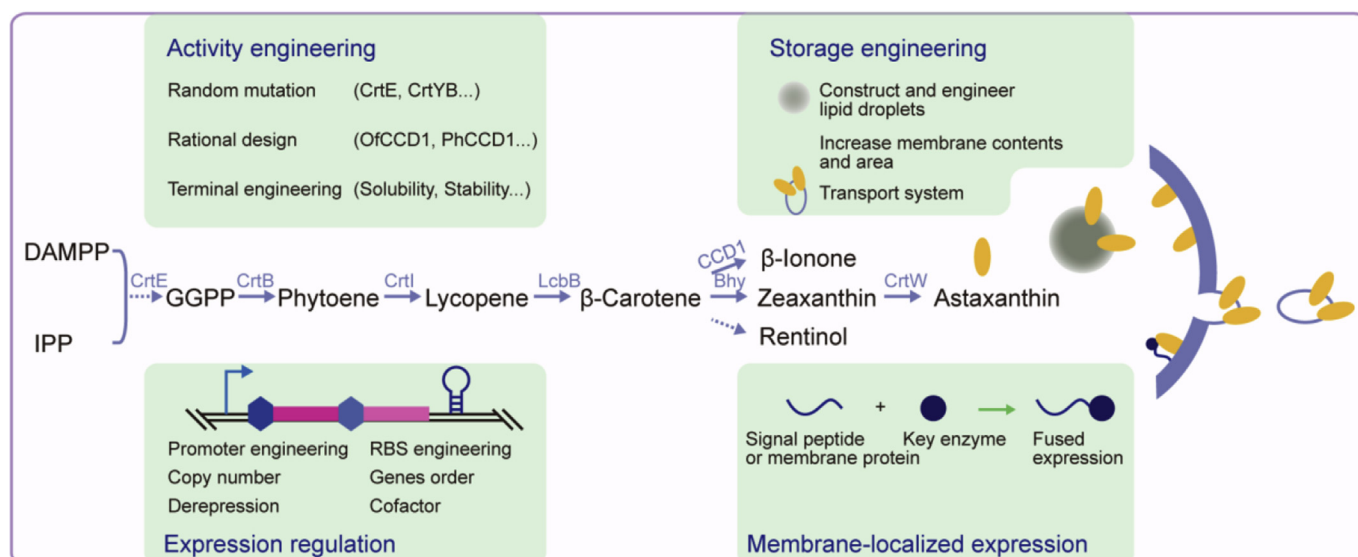 Activity engineering
Random mutation (CrtE, CrtYB...)
Rational design (OfCCD1, PhCCD1...)
Terminal engineering (Solubility, Stability...)
Storage engineering
Construct and engineer
lipid droplets
Increase membrane contents
and area
Transport system
DAMPP
IPP
CrtE
GGPP
CrtB
Phytoene
CrtI
Lycopene
LcbB
β-Carotene
CCD1
β-Ionone
Bhy
Zeaxanthin
CrtW
Astaxanthin
Rentinol
Promoter engineering RBS engineering
Copy number Genes order
Derepression Cofactor
Expression regulation
+
Signal peptide
or membrane protein
Key enzyme
Fused
expression
Membrane-localized expression